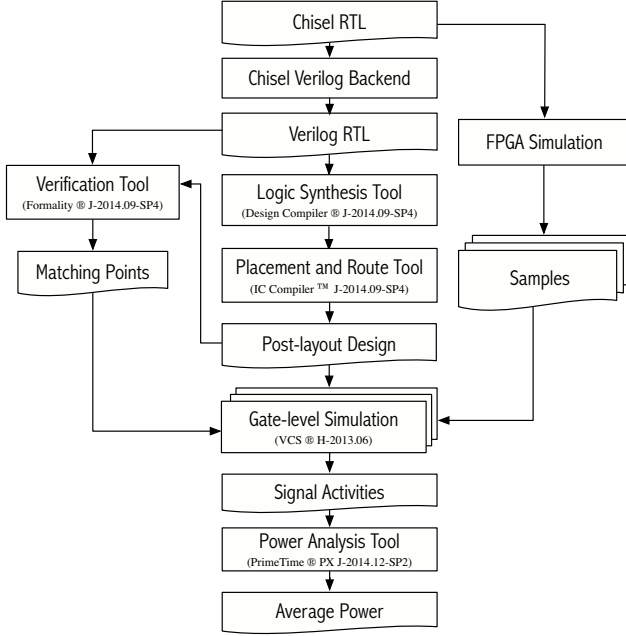 Chisel RTL
Chisel Verilog Backend
Verilog RTL
FPGA Simulation
Verification Tool
(Formality ® J-2014.09-SP4)
Logic Synthesis Tool
(Design Compiler ® J-2014.09-SP4)
Matching Points
Placement and Route Tool
(IC Compiler ™ J-2014.09-SP4)
Samples
Post-layout Design
Gate-level Simulation
(VCS ® H-2013.06)
Signal Activities
Power Analysis Tool
(PrimeTime ® PX J-2014.12-SP2)
Average Power